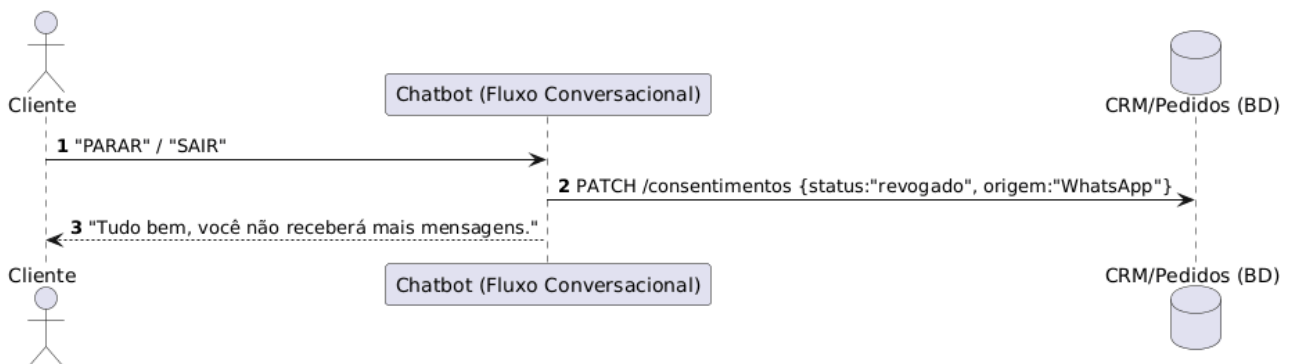 Cliente
Chatbot (Fluxo Conversacional)
CRM/Pedidos (BD)
1 "PARAR" / "SAIR"
2 PATCH /consentimentos {status:"revogado", origem:"WhatsApp"}
3 "Tudo bem, você não receberá mais mensagens."
Cliente
Chatbot (Fluxo Conversacional)
CRM/Pedidos (BD)